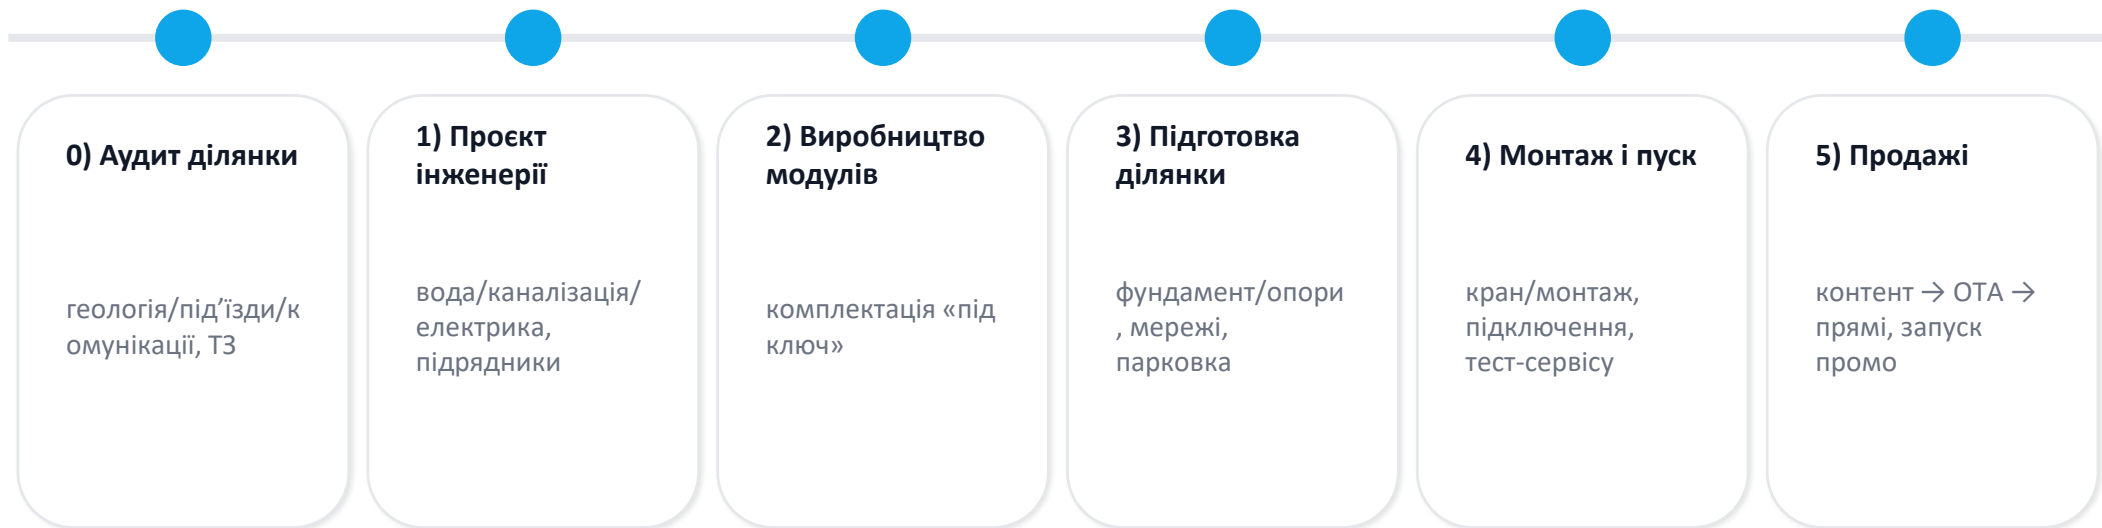 0) Аудит ділянки
геологія/під’їзди/к
омунікації, ТЗ
1) Проєкт
інженерії
вода/каналізація/
електрика,
підрядники
2) Виробництво
модулів
комплектація «під
ключ»
3) Підготовка
ділянки
фундамент/опори
, мережі,
парковка
4) Монтаж і пуск
кран/монтаж,
підключення,
тест-сервісу
5) Продажі
контент → OTA →
прямі, запуск
промо